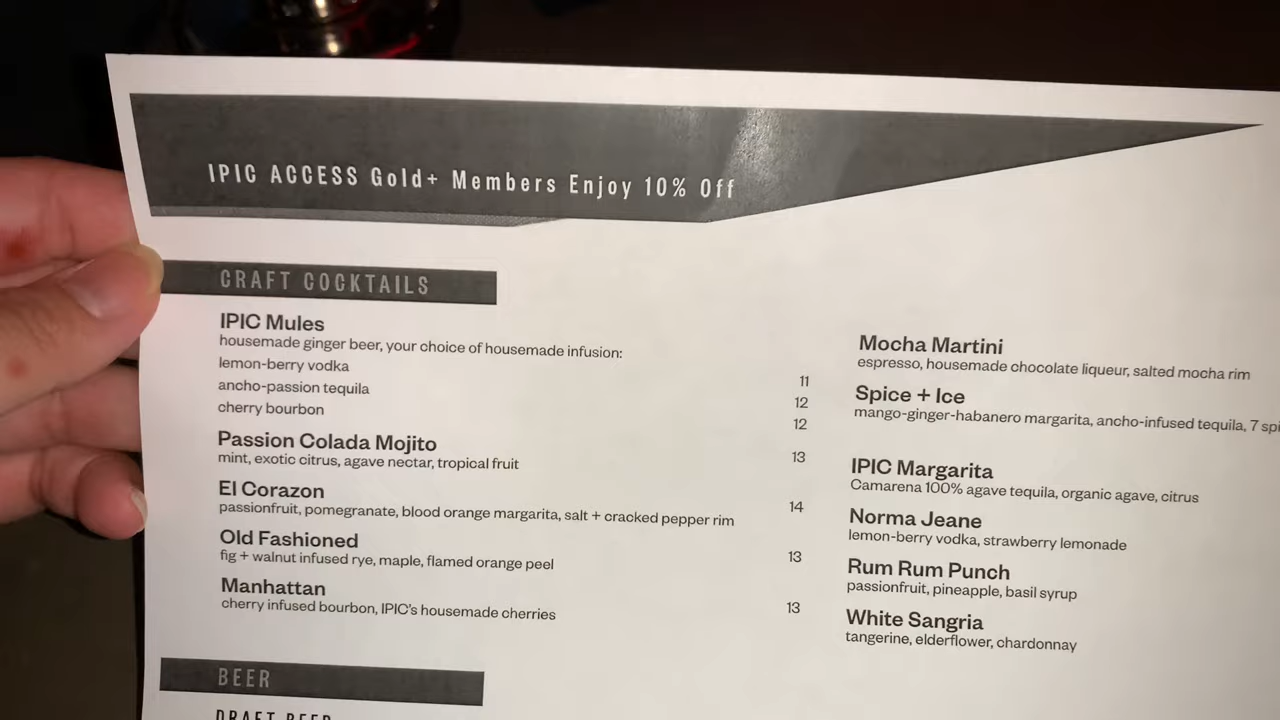 IPIC ACCESS Gold+ Members Enjoy 10% Off
CRAFT COCKTAILS
IPIC Mules
housemade ginger beer, your choice of housemade infusion:
lemon-berry vodka 11
ancho-passion tequila 12
cherry bourbon 12
Passion Colada Mojito
mint, exotic citrus, agave nectar, tropical fruit 13
El Corazon
passionfruit, pomegranate, blood orange margarita, salt + cracked pepper rim 14
Old Fashioned
fig + walnut infused rye, maple, flamed orange peel 13
Manhattan
cherry infused bourbon, IPIC's housemade cherries 13
Mocha Martini
espresso, housemade chocolate liqueur, salted mocha rim
Spice + Ice
mango-ginger-habanero margarita, ancho-infused tequila, 7
IPIC Margarita
Camarena 100% agave tequila, organic agave, citrus
Norma Jeane
lemon-berry vodka, strawberry lemonade
Rum Rum Punch
passionfruit, pineapple, basil syrup
White Sangria
tangerine, elderflower, chardonnay
BEER
DRAFT BEER